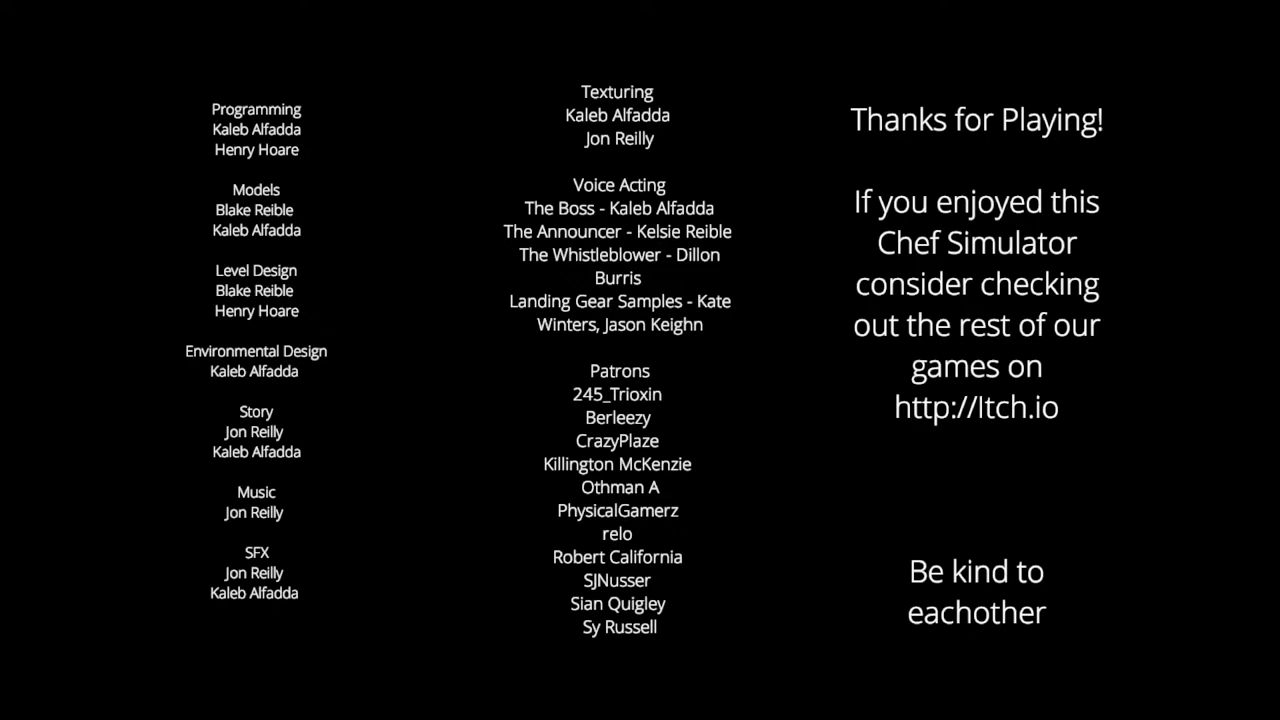 Programming
Kaleb Alfadda
Henry Hoare
Models
Blake Reible
Kaleb Alfadda
Level Design
Blake Reible
Henry Hoare
Environmental Design
Kaleb Alfadda
Story
Jon Reilly
Kaleb Alfadda
Music
Jon Reilly
SFX
Jon Reilly
Kaleb Alfadda
Texturing
Kaleb Alfadda
Jon Reilly
Voice Acting
The Boss - Kaleb Alfadda
The Announcer - Kelsie Reible
The Whistleblower - Dillon
Burris
Landing Gear Samples - Kate
Winters, Jason Keighn
Patrons
245_Trioxin
Berleezy
CrazyPlaze
Killington McKenzie
Othman A
PhysicalGamerz
relo
Robert California
SJNusser
Sian Quigley
Sy Russell
Thanks for Playing!
If you enjoyed this
Chef Simulator
consider checking
out the rest of our
games on
http://Itch.io
Be kind to
eachother